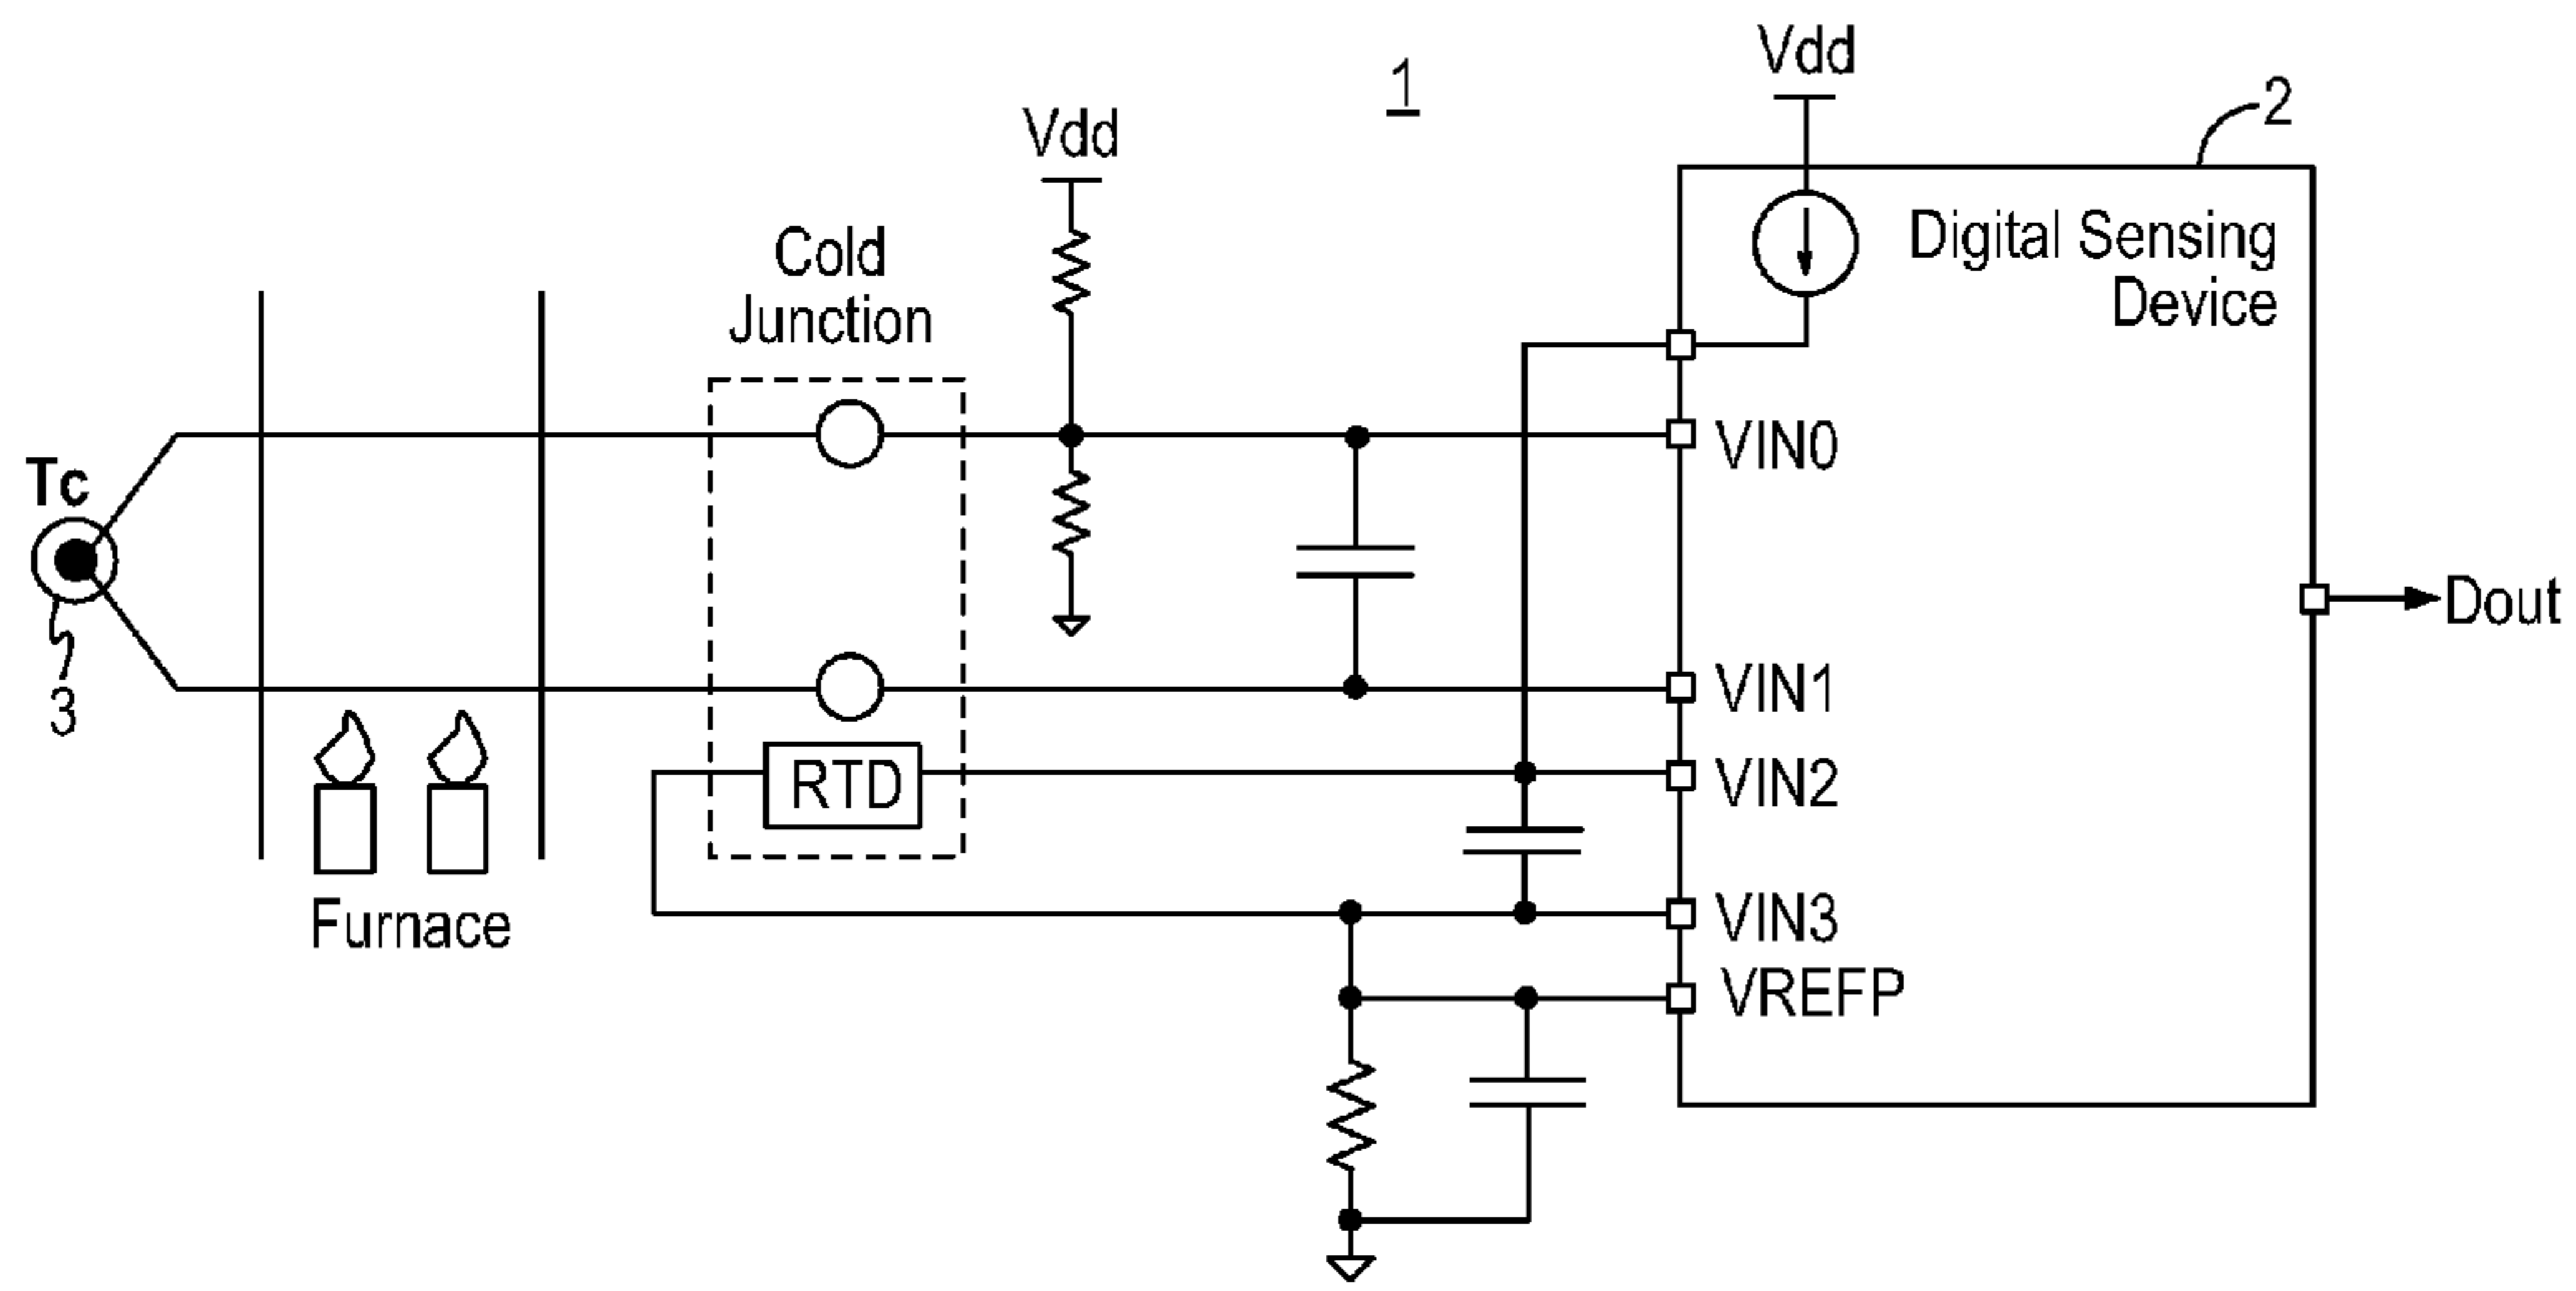 1
Vdd
2
Vdd
Digital Sensing
Device
Cold
Junction
VIN0
Tc
3
Dout
VIN1
RTD
VIN2
Furnace
VIN3
VREFP